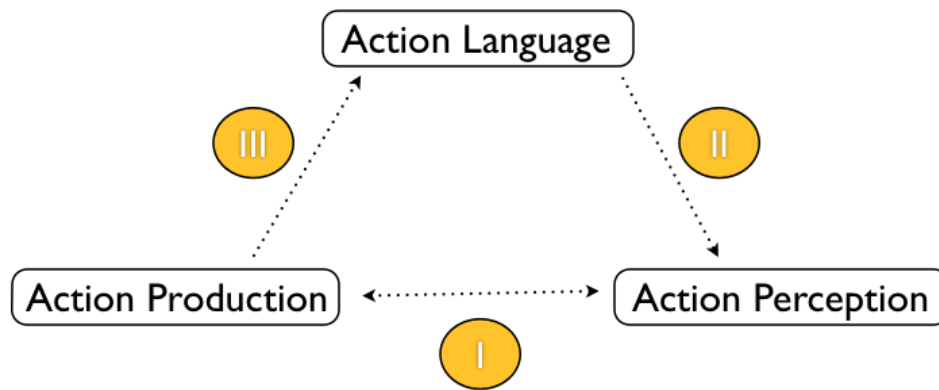 Action Language
III
II
Action Production
Action Perception
I